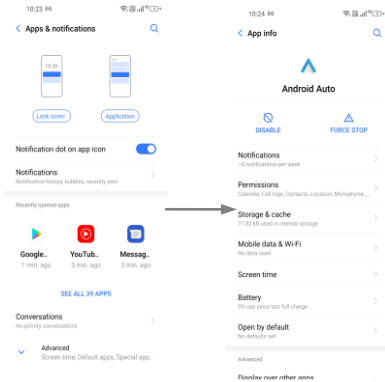 10:23
Apps & notifications
16:26
Lock screen
Application
Notification dot on app icon
Notifications
Notification history, bubbles, recently sent
Recently opened apps
Google..
YouTub..
Messag..
1 min. ago
3 min. ago
3 min. ago
SEE ALL 39 APPS
Conversations
No priority conversations
Advanced
Screen time, Default apps, Special app..
10:24
App info
Android Auto
DISABLE
FORCE STOP
Notifications
~0 notifications per week
Permissions
Calendar, Call logs, Contacts, Location, Microphone, ...
Storage & cache
77.82 kB used in internal storage
Mobile data & Wi-Fi
No data used
Screen time
Battery
0% use since last full charge
Open by default
No defaults set
Advanced
Display over other apps